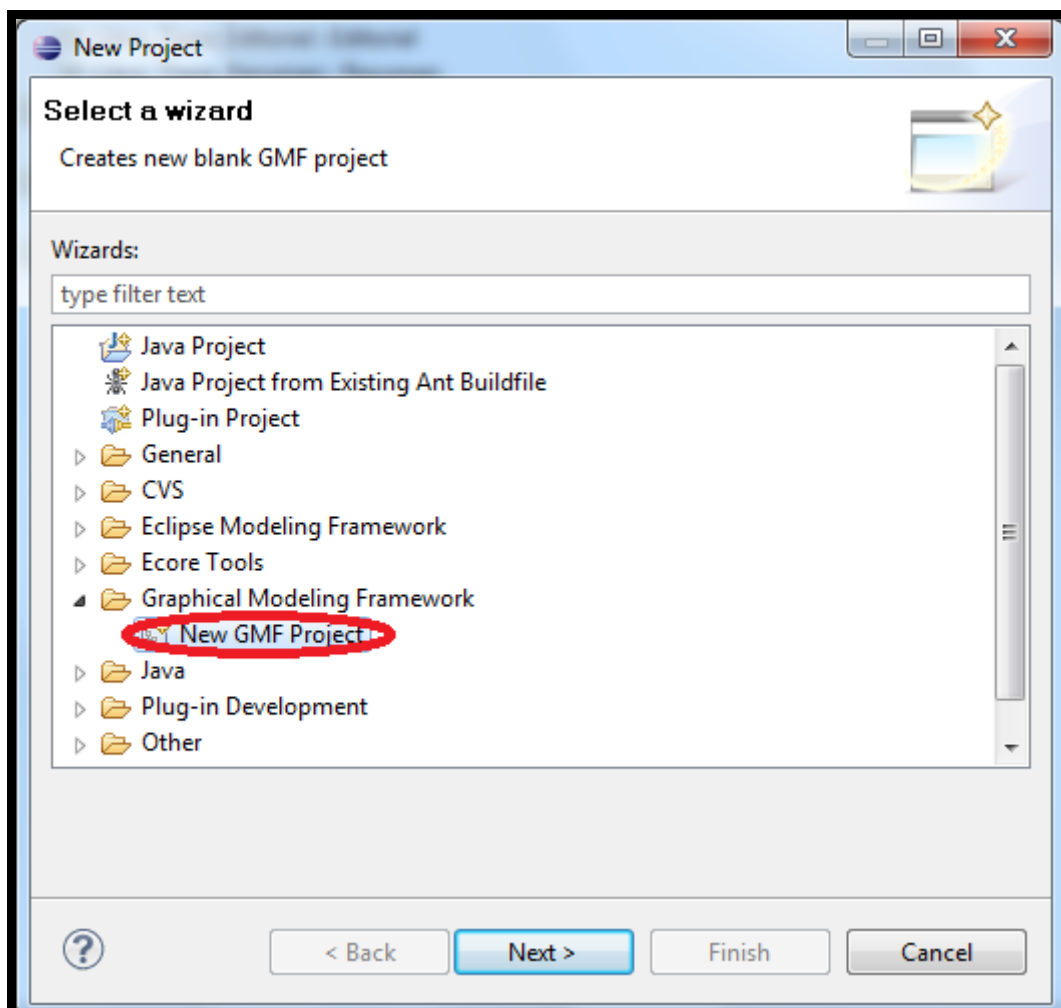 New Project
Select a wizard
Creates new blank GMF project
Wizards:
type filter text
Java Project
Java Project from Existing Ant Buildfile
Plug-in Project
General
CVS
Eclipse Modeling Framework
Ecore Tools
Graphical Modeling Framework
New GMF Project
Java
Plug-in Development
Other
< Back Next > Finish Cancel